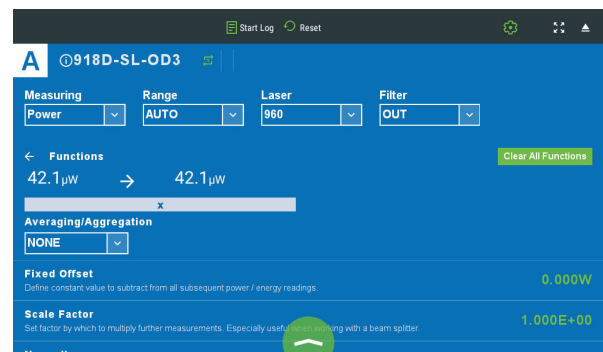 Start Log Reset
A 918D-SL-OD3
Measuring Range Laser Filter
Power AUTO 960 OUT
Functions Clear All Functions
42.1µW → 42.1µW
x
Averaging/Aggregation
NONE
Fixed Offset
Define constant value to subtract from all subsequent power / energy readings.
0.000W
Scale Factor
Set factor by which to multiply further measurements. Especially useful when working with a beam splitter.
1.000E+00